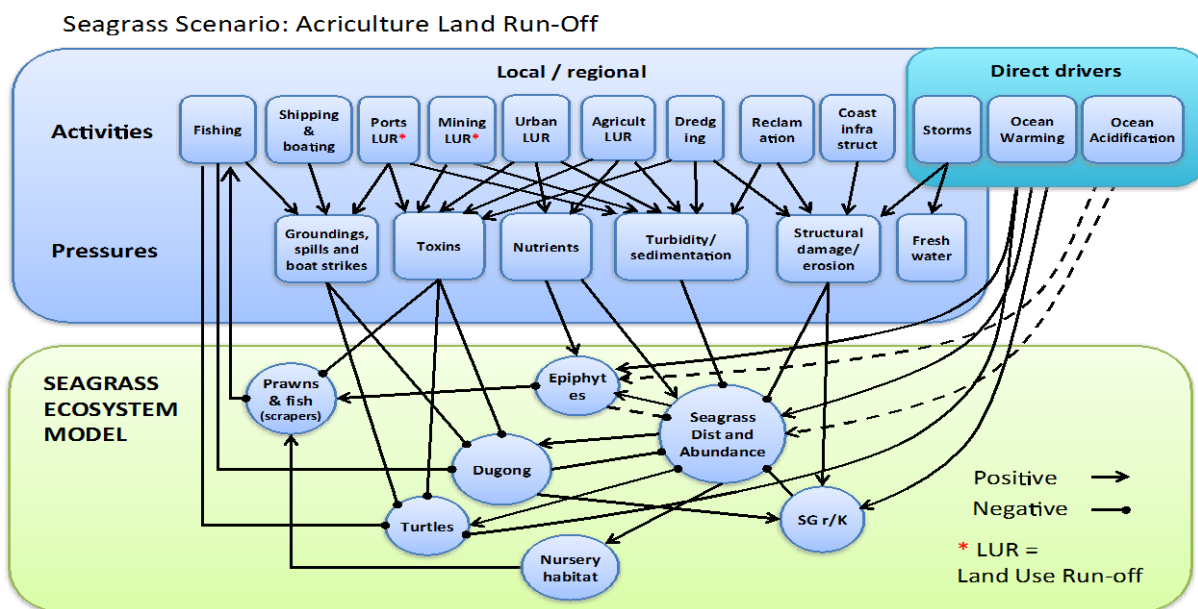 Seagrass Scenario: Acriculture Land Run-Off
Local / regional
Direct drivers
Activities
Fishing
Shipping &
boating
Ports
LUR*
Mining
LUR*
Urban
LUR
Agricult
LUR
Dredg
ing
Reclam
ation
Coast
infra
struct
Storms
Ocean
Warming
Ocean
Acidification
Pressures
Groundings,
spills and
boat strikes
Toxins
Nutrients
Turbidity/
sedimentation
Structural
damage/
erosion
Fresh
water
SEAGRASS
ECOSYSTEM
MODEL
Prawns
& fish
(scrapers)
Epiphyt
es
Seagrass
Dist and
Abundance
Dugong
Turtles
Nursery
habitat
SG r/K
Positive
Negative
* LUR =
Land Use Run-off